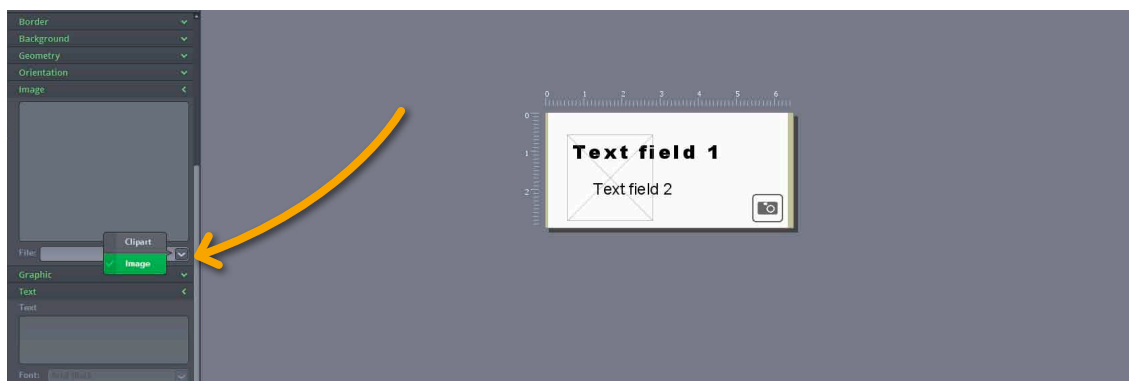 Border
Background
Geometry
Orientation
Image
File:
Clipart
Image
Graphic
Text
Text
Font:
0 1 2 3 4 5 6
0
1
2
Text field 1
Text field 2